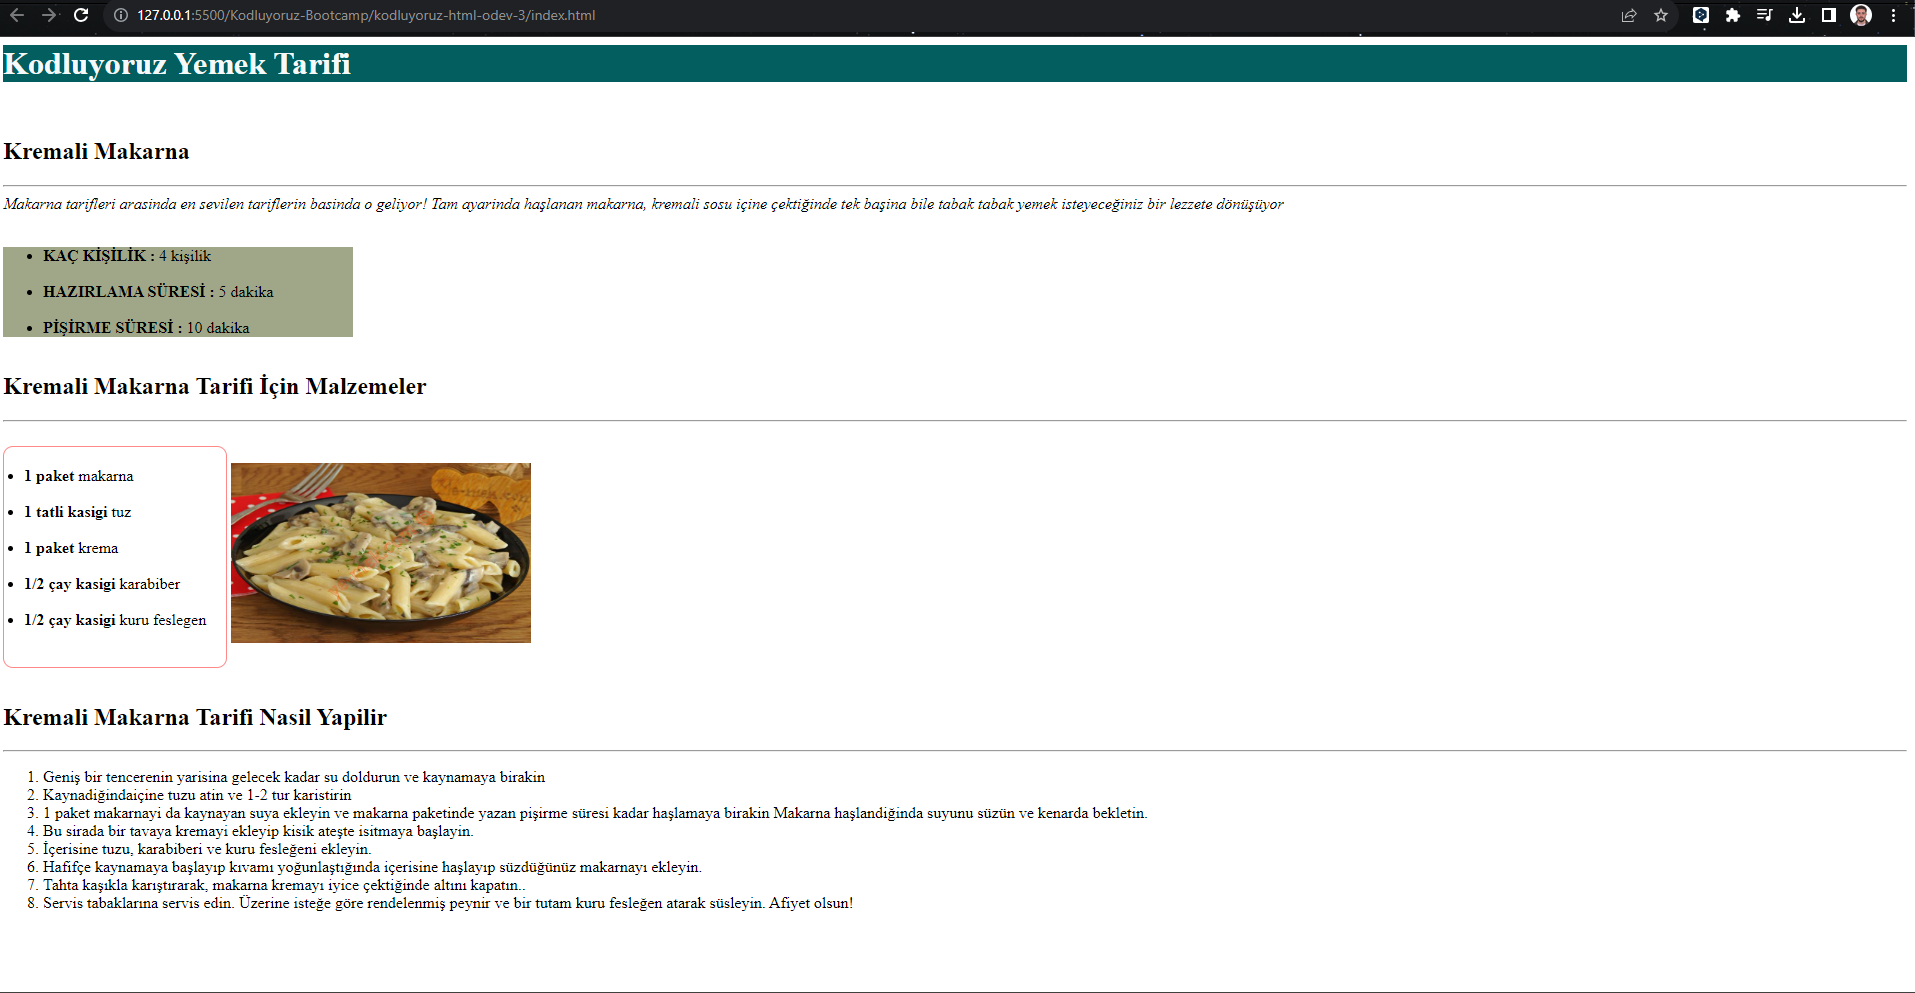 127.0.0.1:5500/Kodluyoruz-Bootcamp/kodluyoruz-html-odev-3/index.html
Kodluyoruz Yemek Tarifi
Kremali Makarna
Makarna tarifleri arasinda en sevilen tariflerin basinda o geliyor! Tam ayarinda haşlanan makarna, kremali sosu içine çektiğinde tek başina bile tabak tabak yemek isteyeceğiniz bir lezzete dönüşüyor
KAÇ KİŞİLİK : 4 kişilik
HAZIRLAMA SÜRESİ : 5 dakika
PİŞİRME SÜRESİ : 10 dakika
Kremali Makarna Tarifi İçin Malzemeler
1 paket makarna
1 tatli kasigi tuz
1 paket krema
1/2 çay kasigi karabiber
1/2 çay kasigi kuru feslegen
Kremali Makarna Tarifi Nasil Yapilir
1. Geniş bir tencerenin yarisina gelecek kadar su doldurun ve kaynamaya birakin
2. Kaynadiğindaiçine tuzu atin ve 1-2 tur karistirin
3. 1 paket makarnayi da kaynayan suya ekleyin ve makarna paketinde yazan pişirme süresi kadar haşlamaya birakin Makarna haşlandiğinda suyunu süzün ve kenarda bekletin.
4. Bu sirada bir tavaya kremayi ekleyip kisik ateşte isitmaya başlayin.
5. İçerisine tuzu, karabiberi ve kuru fesleğeni ekleyin.
6. Hafifçe kaynamaya başlayıp kıvamı yoğunlaştığında içerisine haşlayıp süzdüğünüz makarnayı ekleyin.
7. Tahta kaşıkla karıştırarak, makarna kremayı iyice çektiğinde altını kapatın..
8. Servis tabaklarına servis edin. Üzerine isteğe göre rendelenmiş peynir ve bir tutam kuru fesleğen atarak süsleyin. Afiyet olsun!